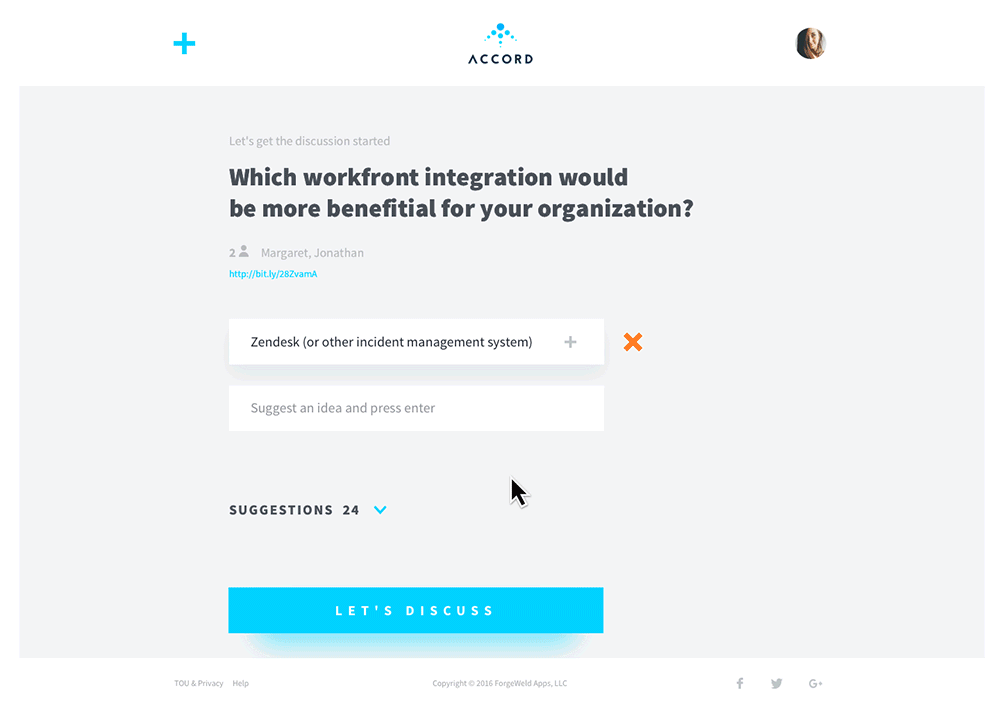 ACCORD
Let's get the discussion started
Which workfront integration would
be more benefitial for your organization?
2 Margaret, Jonathan
http://bit.ly/28ZvamA
Zendesk (or other incident management system)
Suggest an idea and press enter
SUGGESTIONS 24
LET'S DISCUSS
TOU & Privacy Help Copyright © 2016 ForgeWeld Apps, LLC G+